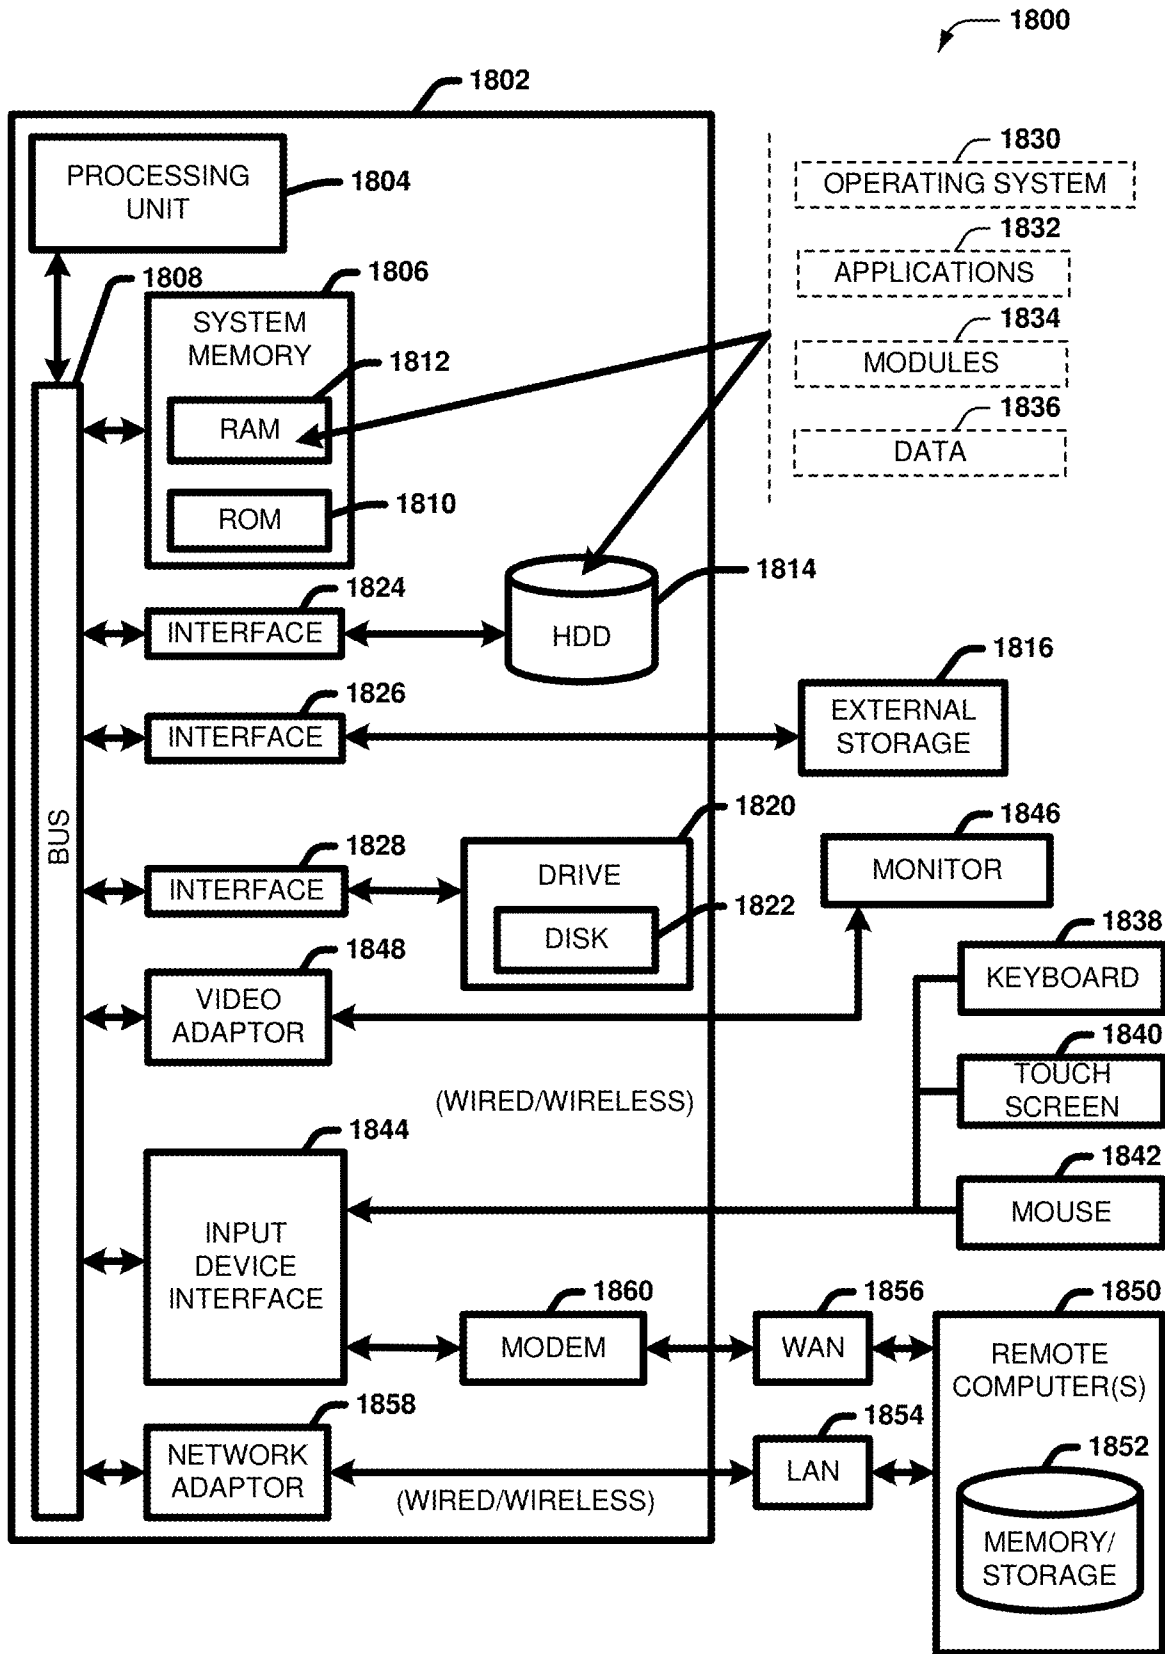 1800
1802
PROCESSING
UNIT
1804
1808
1806
SYSTEM
MEMORY
1812
RAM
1810
ROM
1830
OPERATING SYSTEM
1832
APPLICATIONS
1834
MODULES
1836
DATA
1824
INTERFACE
1814
HDD
1826
INTERFACE
1816
EXTERNAL
STORAGE
BUS
1828
INTERFACE
1820
DRIVE
1822
DISK
1846
MONITOR
1848
VIDEO
ADAPTOR
1838
KEYBOARD
1840
TOUCH
SCREEN
(WIRED/WIRELESS)
1842
MOUSE
1844
INPUT
DEVICE
INTERFACE
1860
MODEM
1856
WAN
1850
REMOTE
COMPUTER(S)
1858
NETWORK
ADAPTOR
(WIRED/WIRELESS)
1854
LAN
1852
MEMORY/
STORAGE